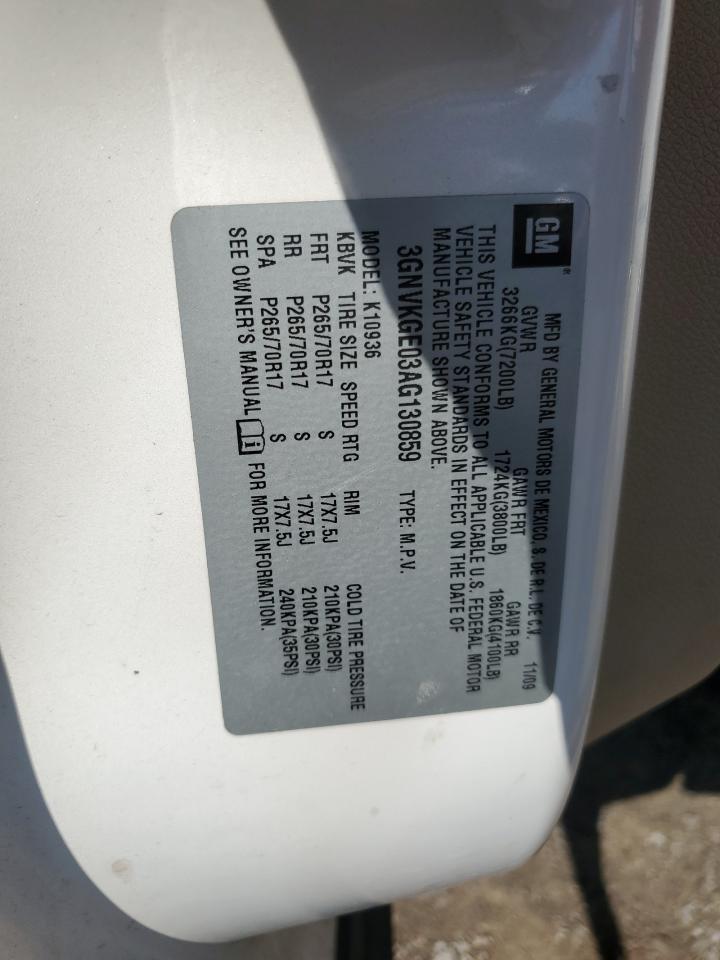 GM ®
MFD BY GENERAL MOTORS DE MEXICO, S. DE R.L. DE C.V.
GVWR GAWR FRT GAWR RR 11/09
3266KG(7200LB) 1724KG(3800LB) 1860KG(4100LB)
THIS VEHICLE CONFORMS TO ALL APPLICABLE U.S. FEDERAL MOTOR
VEHICLE SAFETY STANDARDS IN EFFECT ON THE DATE OF
MANUFACTURE SHOWN ABOVE.
3GNVKGE03AG130859 TYPE: M.P.V.
MODEL: K10936
KBVK TIRE SIZE SPEED RTG RIM COLD TIRE PRESSURE
FRT P265/70R17 S 17X7.5J 210KPA(30PSI)
RR P265/70R17 S 17X7.5J 210KPA(30PSI)
SPA P265/70R17 S 17X7.5J 240KPA(35PSI)
SEE OWNER'S MANUAL i FOR MORE INFORMATION.